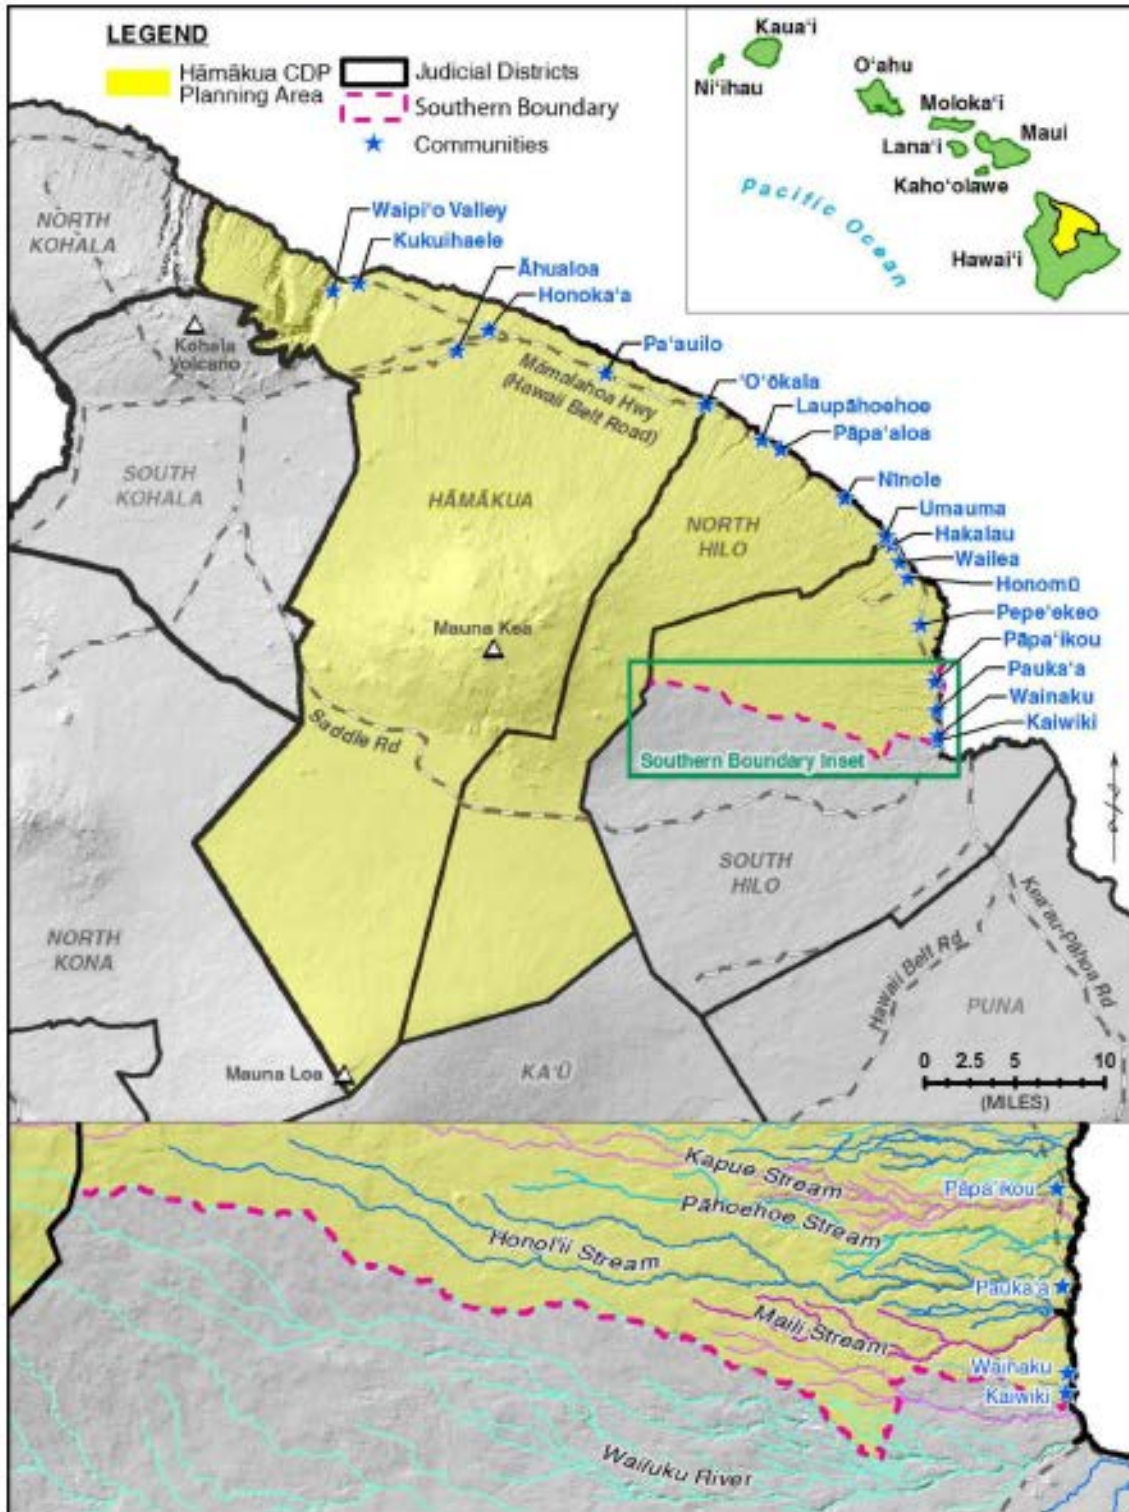 LEGEND
Hāmākua CDP
Planning Area
Judicial Districts
Southern Boundary
Communities
Kaua‘i
Ni‘ihau
O‘ahu
Moloka‘i
Lana‘i
Maui
Kaho‘olawe
Hawai‘i
Pacific Ocean
NORTH
KOHALA
Waipi‘o Valley
Kukuihaele
Āhualoa
Honoka‘a
Kohala
Volcano
Pa‘auilo
Māmalahoa Hwy
(Hawaii Belt Road)
‘O‘ōkala
Laupāhoehoe
Pāpa‘aloa
SOUTH
KOHALA
HĀMĀKUA
NORTH
HILO
Nīnole
Umauma
Hakalau
Wailea
Honomū
Pepe‘ekeo
Pāpa‘ikou
Pauka‘a
Wainaku
Kaiwiki
Mauna Kea
Saddle Rd
Southern Boundary Inset
SOUTH
HILO
NORTH
KONA
Hawaii Belt Rd
Kea‘au-Pāhoa Rd
PUNA
Mauna Loa
KA‘Ū
0 2.5 5 10
(MILES)
Kapue Stream
Pāhoehoe Stream
Honol'ii Stream
Maili Stream
Wailuku River
Pāpa‘ikou
Pauka‘a
Wainaku
Kaiwiki